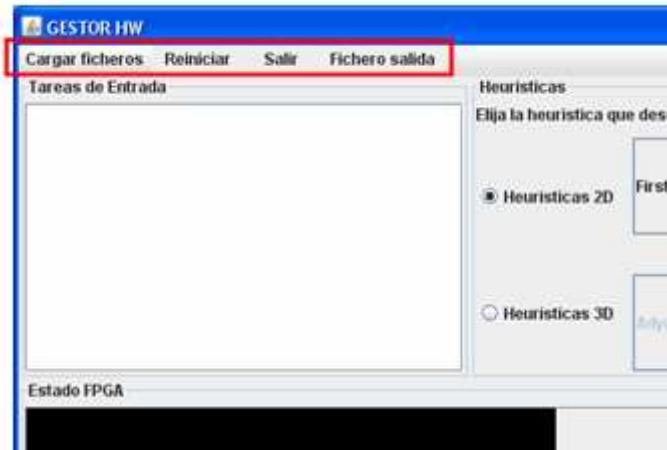 GESTOR HW
Cargar ficheros Reiniciar Salir Fichero salida
Tareas de Entrada
Heuristicas
Elija la heuristica que des
Heuristicas 2D
First
Heuristicas 3D
Estado FPGA